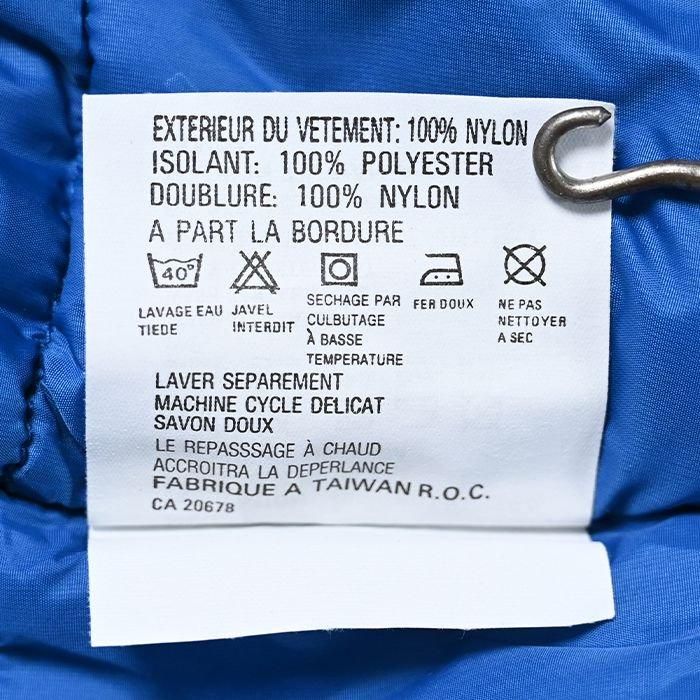 EXTERIEUR DU VETEMENT: 100% NYLON
ISOLANT: 100% POLYESTER
DOUBLURE: 100% NYLON
A PART LA BORDURE
40°
LAVAGE EAU TIEDE
JAVEL INTERDIT
SECHAGE PAR CULBUTAGE À BASSE TEMPERATURE
FER DOUX
NE PAS NETTOYER A SEC
LAVER SEPAREMENT
MACHINE CYCLE DELICAT
SAVON DOUX
LE REPASSSAGE À CHAUD
ACCROITRA LA DEPERLANCE
FABRIQUE A TAIWAN R.O.C.
CA 20678